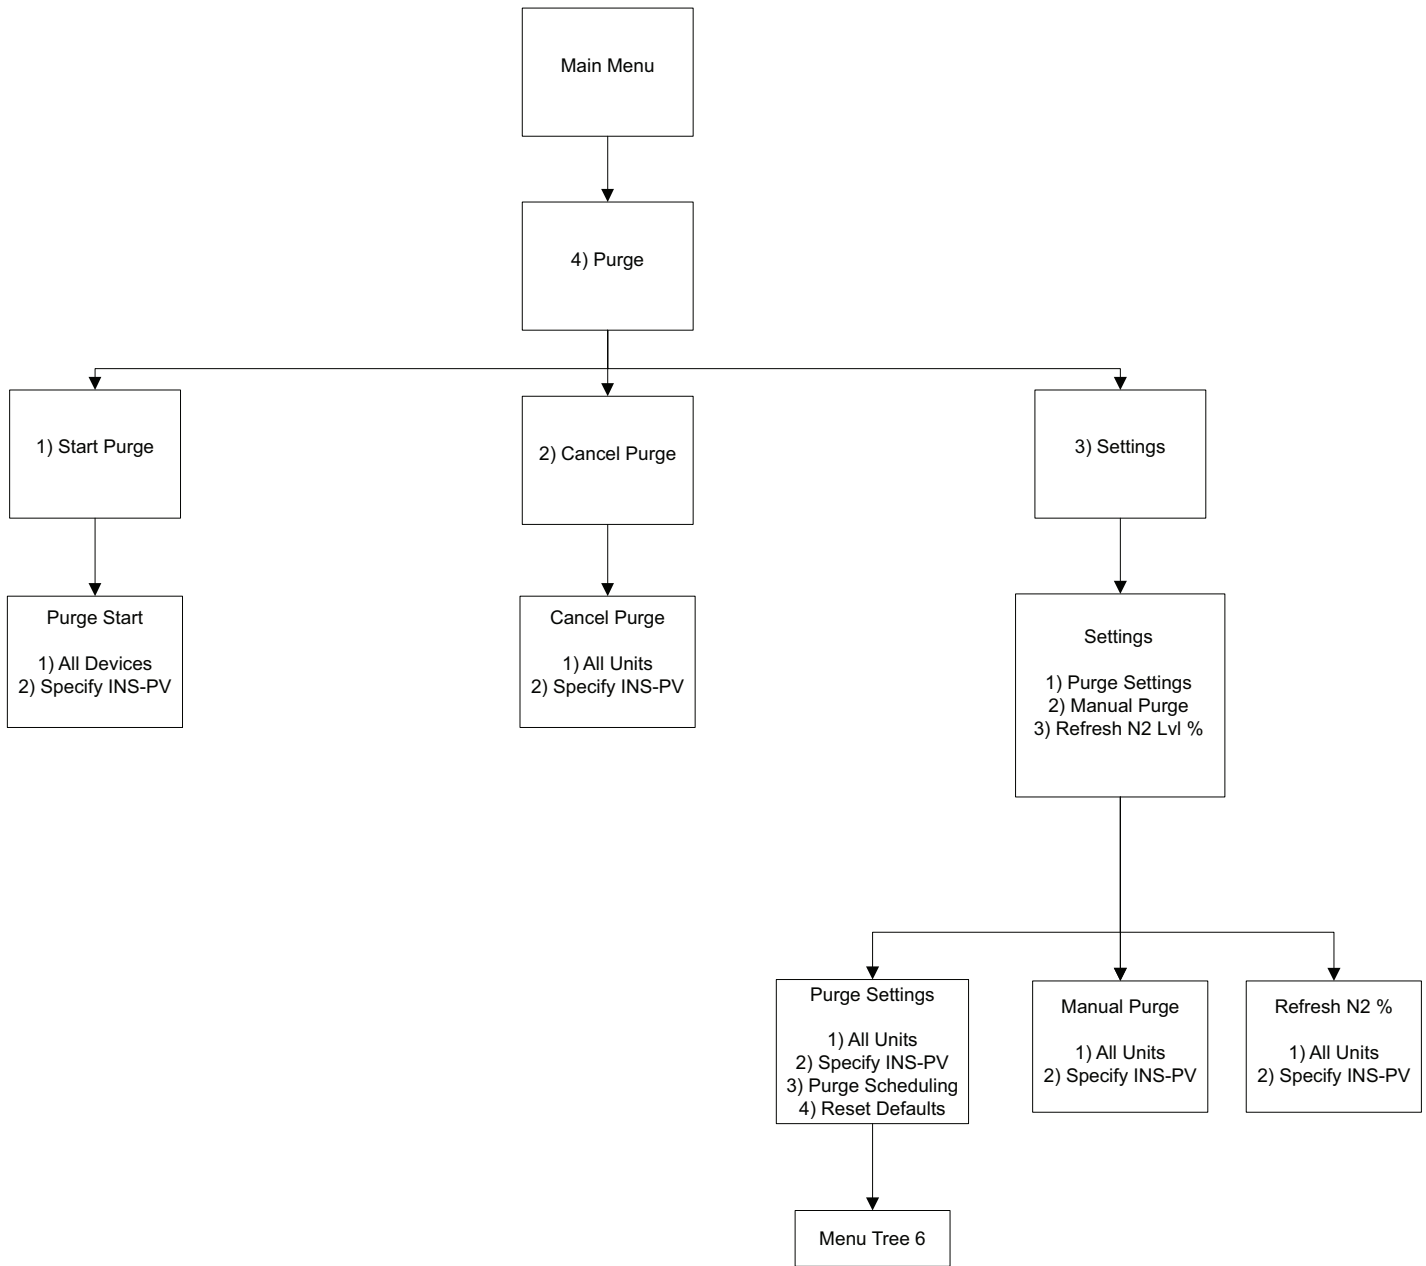 Main Menu
4) Purge
1) Start Purge
2) Cancel Purge
3) Settings
Purge Start
1) All Devices
2) Specify INS-PV
Cancel Purge
1) All Units
2) Specify INS-PV
Settings
1) Purge Settings
2) Manual Purge
3) Refresh N2 Lvl %
Purge Settings
1) All Units
2) Specify INS-PV
3) Purge Scheduling
4) Reset Defaults
Manual Purge
1) All Units
2) Specify INS-PV
Refresh N2 %
1) All Units
2) Specify INS-PV
Menu Tree 6